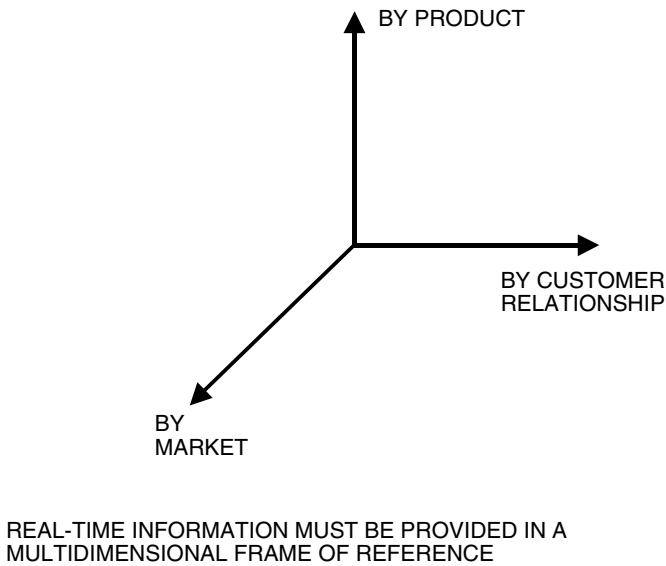 BY PRODUCT
BY CUSTOMER
RELATIONSHIP
BY
MARKET
REAL-TIME INFORMATION MUST BE PROVIDED IN A
MULTIDIMENSIONAL FRAME OF REFERENCE